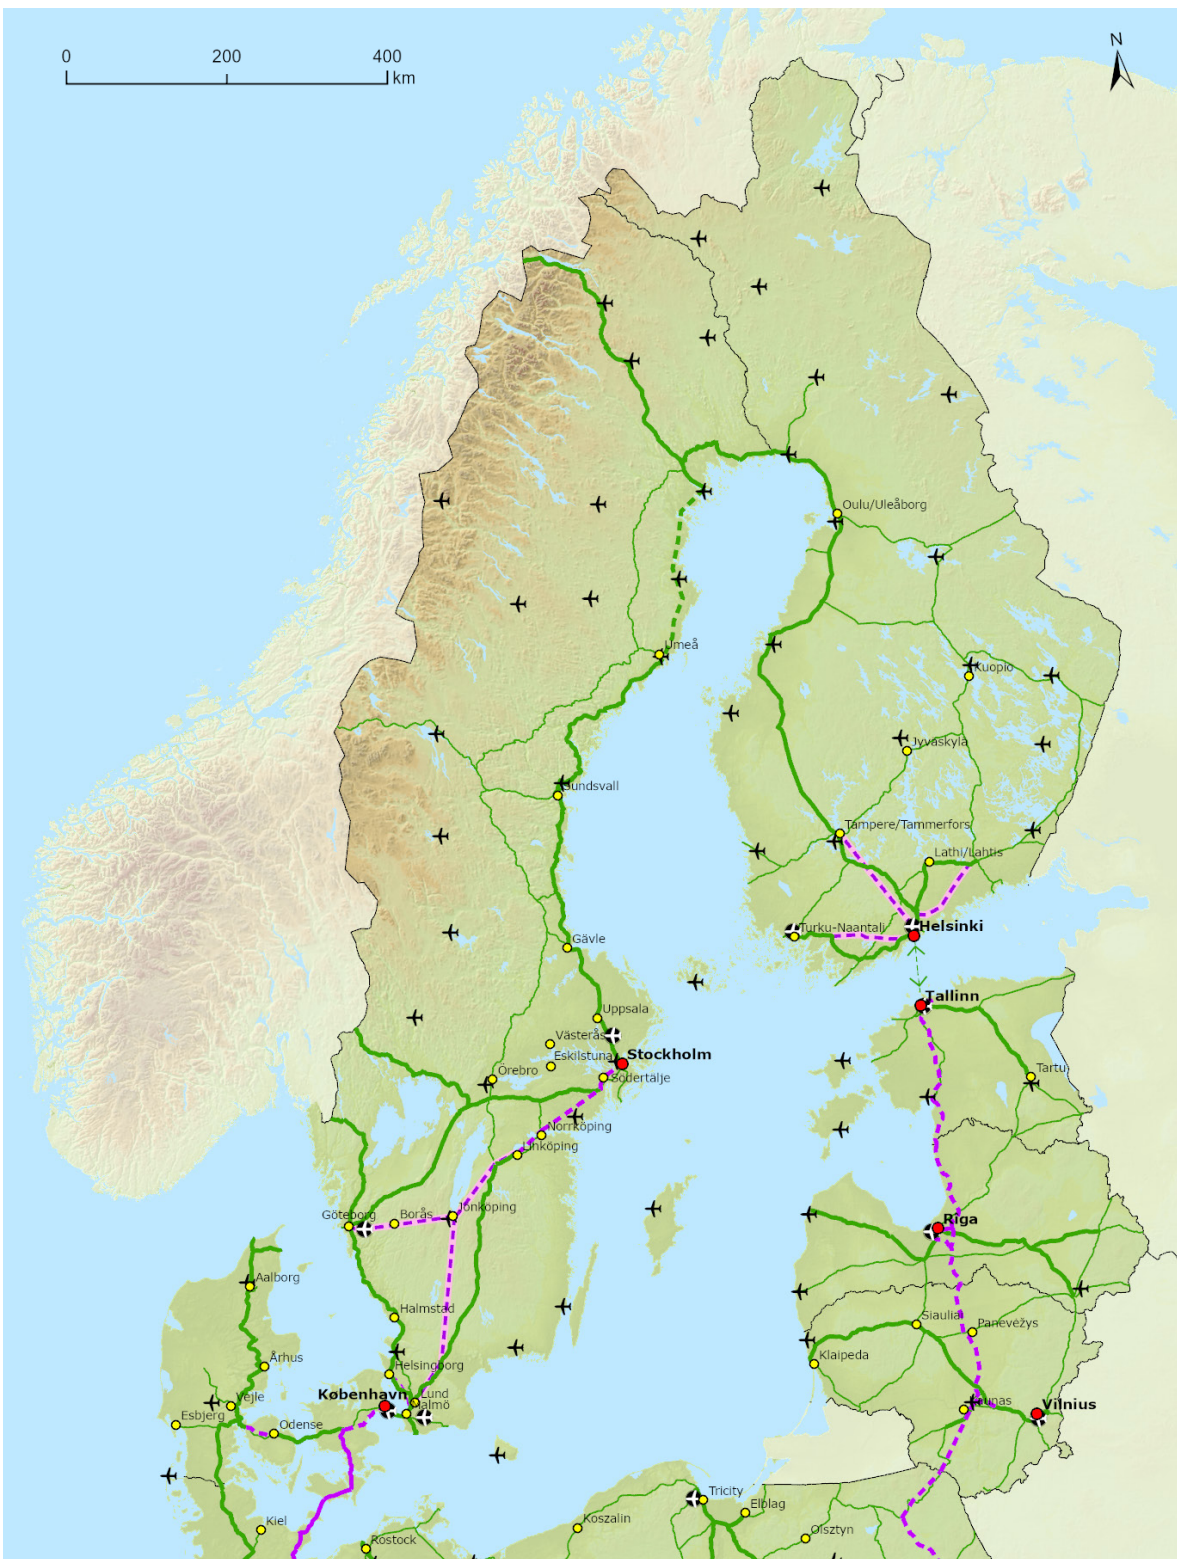 0 200 400
km
N
Oulu/Uleåborg
Umeå
Kuopio
Jyväskylä
Sundsvall
Tampere/Tammerfors
Lathi/Lahtis
Turku-Naantali
Helsinki
Gävle
Tallinn
Uppsala
Västerås
Eskilstuna
Stockholm
Örebro
Södertälje
Tartu
Norrköping
Linköping
Göteborg
Borås
Jönköping
Riga
Aalborg
Halmstad
Siauliai
Panevėžys
Århus
Klaipeda
Helsingborg
København
Lund
Malmö
Vejle
Esbjerg
Odense
Kaunas
Vilnius
Tricity
Elblag
Kiel
Koszalin
Olsztyn
Rostock